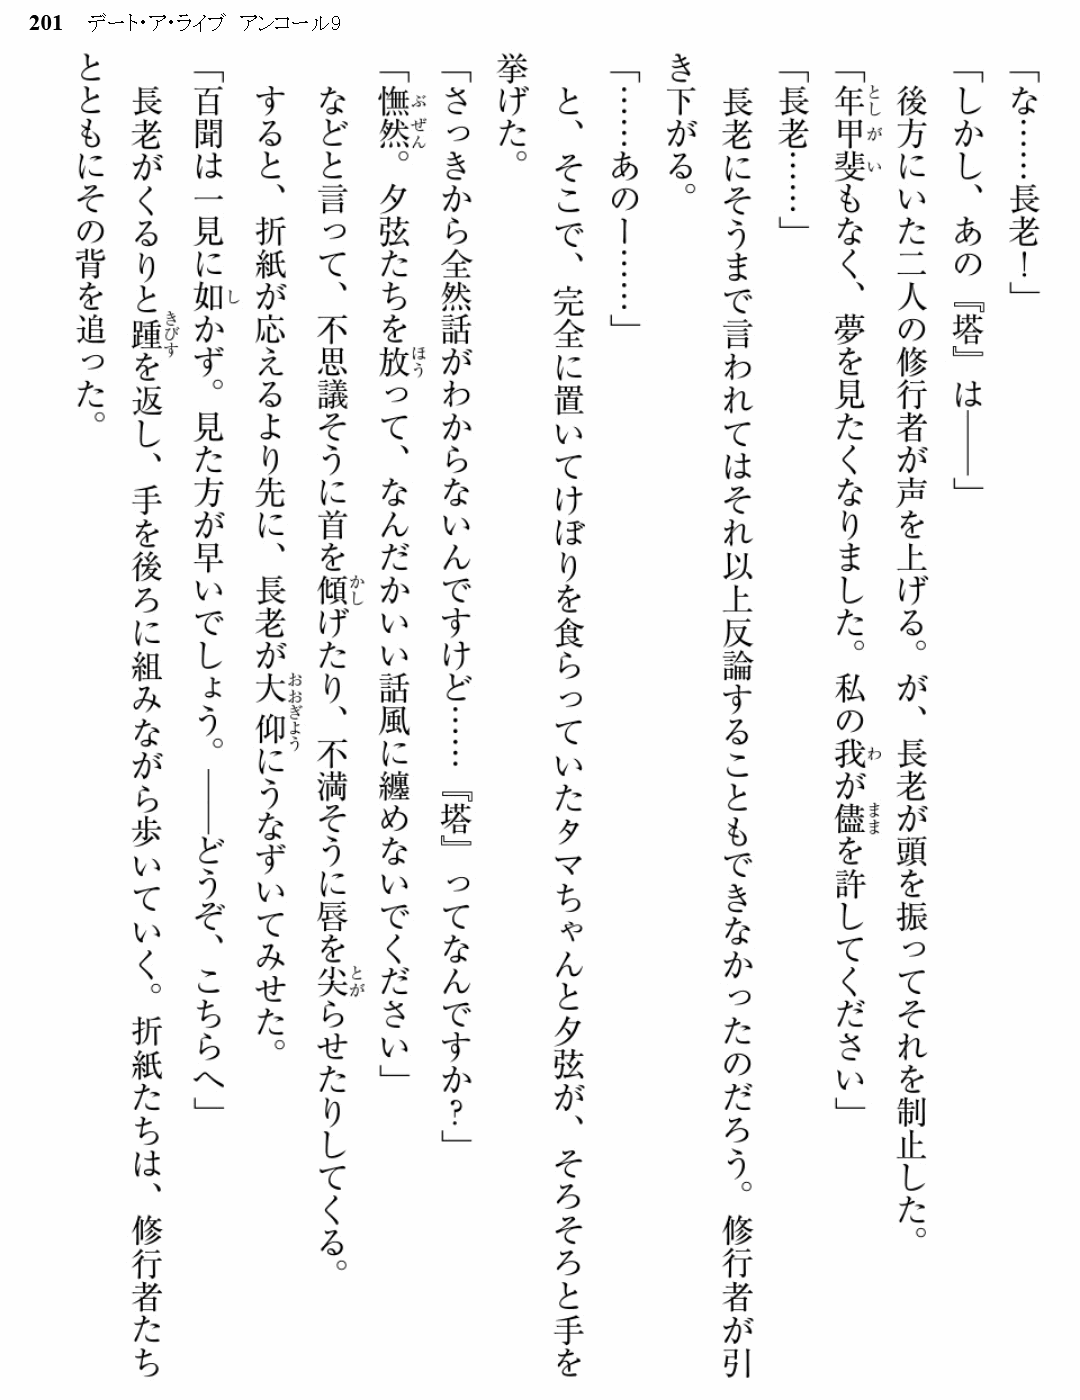 201 デート・ア・ライブ アンコール9
「な……長老！」
「しかし、あの『塔』は――」
後方にいた二人の修行者が声を上げる。が、長老が頭を振ってそれを制止した。
「年甲斐もなく、夢を見たくなりました。私の我が儘を許してください」
「長老……」
長老にそうまで言われてはそれ以上反論することもできなかったのだろう。修行者が引
き下がる。
「……あのー……」
と、そこで、完全に置いてけぼりを食らっていたタマちゃんと夕弦が、そろそろと手を
挙げた。
「さっきから全然話がわからないんですけど……『塔』ってなんですか？」
「憮然。夕弦たちを放って、なんだかいい話風に纏めないでください」
などと言って、不思議そうに首を傾げたり、不満そうに唇を尖らせたりしてくる。
すると、折紙が応えるより先に、長老が大仰にうなずいてみせた。
「百聞は一見に如かず。見た方が早いでしょう。――どうぞ、こちらへ」
長老がくるりと踵を返し、手を後ろに組みながら歩いていく。折紙たちは、修行者たち
とともにその背を追った。